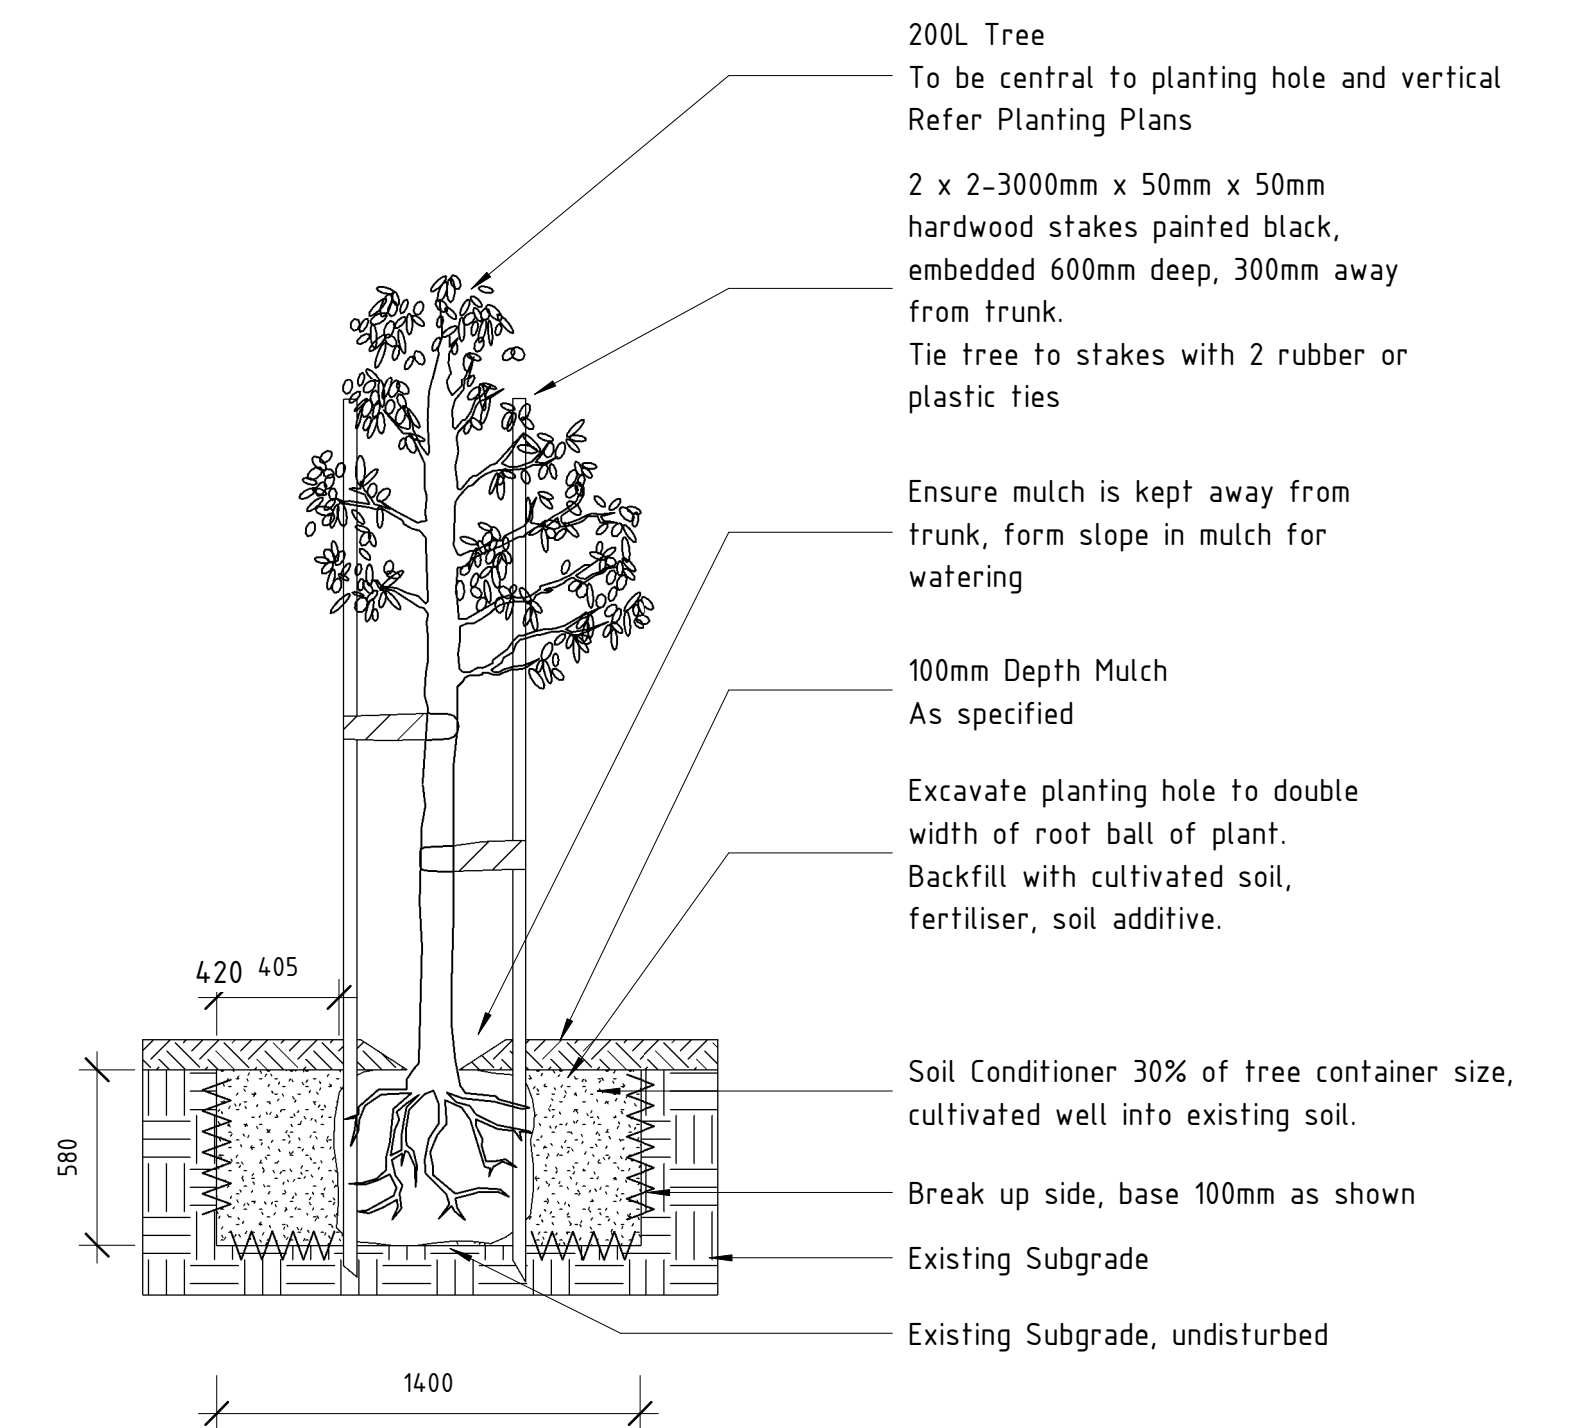 200L Tree
To be central to planting hole and vertical
Refer Planting Plans
2 x 2-3000mm x 50mm x 50mm
hardwood stakes painted black,
embedded 600mm deep, 300mm away
from trunk.
Tie tree to stakes with 2 rubber or
plastic ties
Ensure mulch is kept away from
trunk, form slope in mulch for
watering
100mm Depth Mulch
As specified
Excavate planting hole to double
width of root ball of plant.
Backfill with cultivated soil,
fertiliser, soil additive.
420 405
Soil Conditioner 30% of tree container size,
cultivated well into existing soil.
580
Break up side, base 100mm as shown
Existing Subgrade
Existing Subgrade, undisturbed
1400